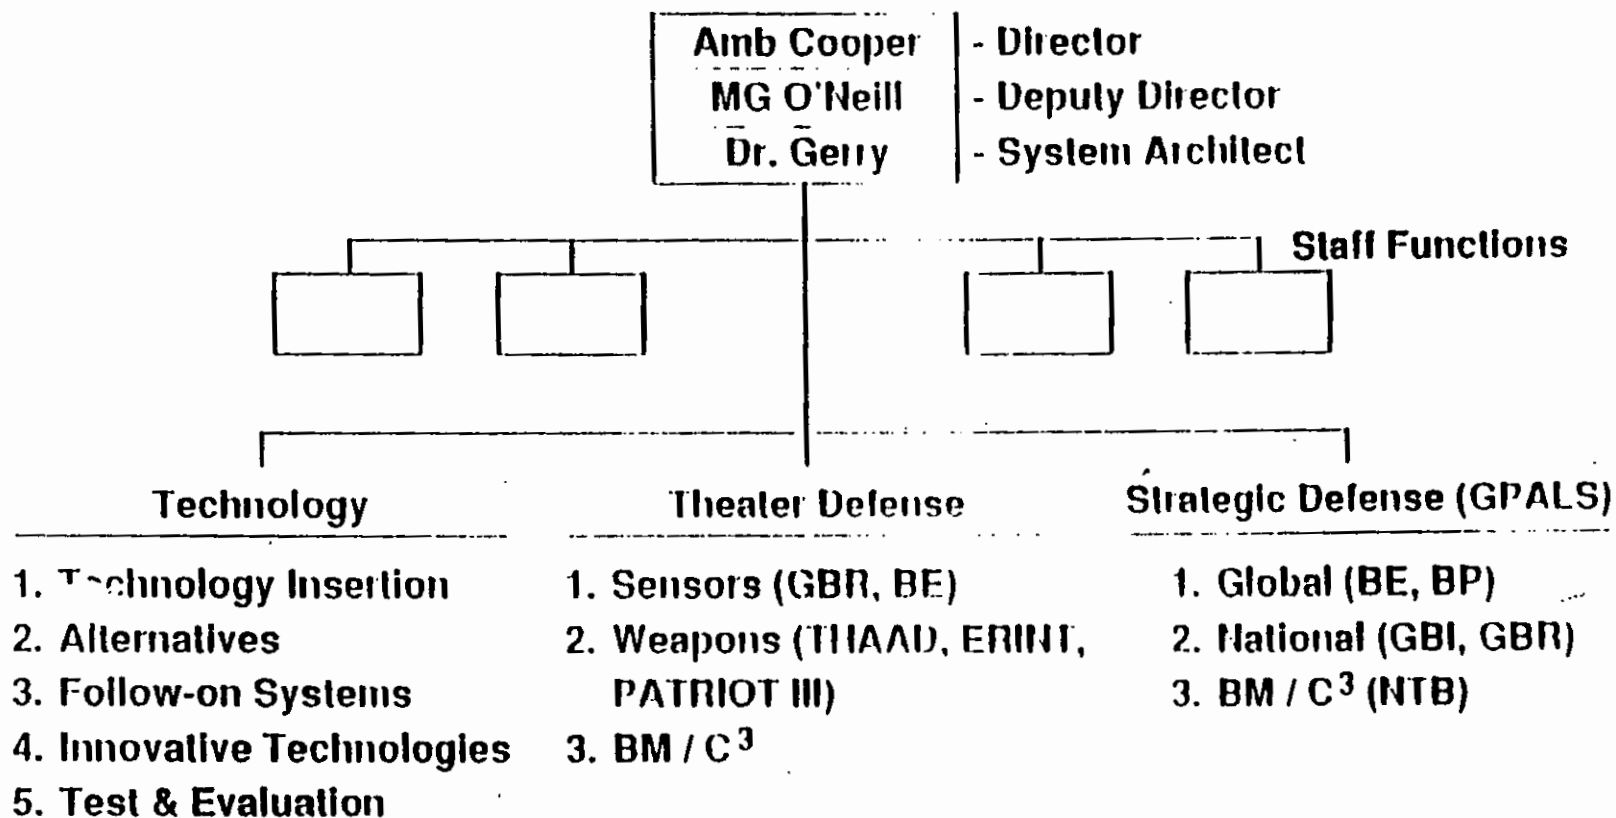 Amb Cooper - Director
MG O'Neill - Deputy Director
Dr. Gerry - System Architect
Staff Functions
Technology
1. Technology Insertion
2. Alternatives
3. Follow-on Systems
4. Innovative Technologies
5. Test & Evaluation
Theater Defense
1. Sensors (GBR, BE)
2. Weapons (THAAD, ERINT,
PATRIOT III)
3. BM / C³
Strategic Defense (GPALS)
1. Global (BE, BP)
2. National (GBI, GBR)
3. BM / C³ (NTB)